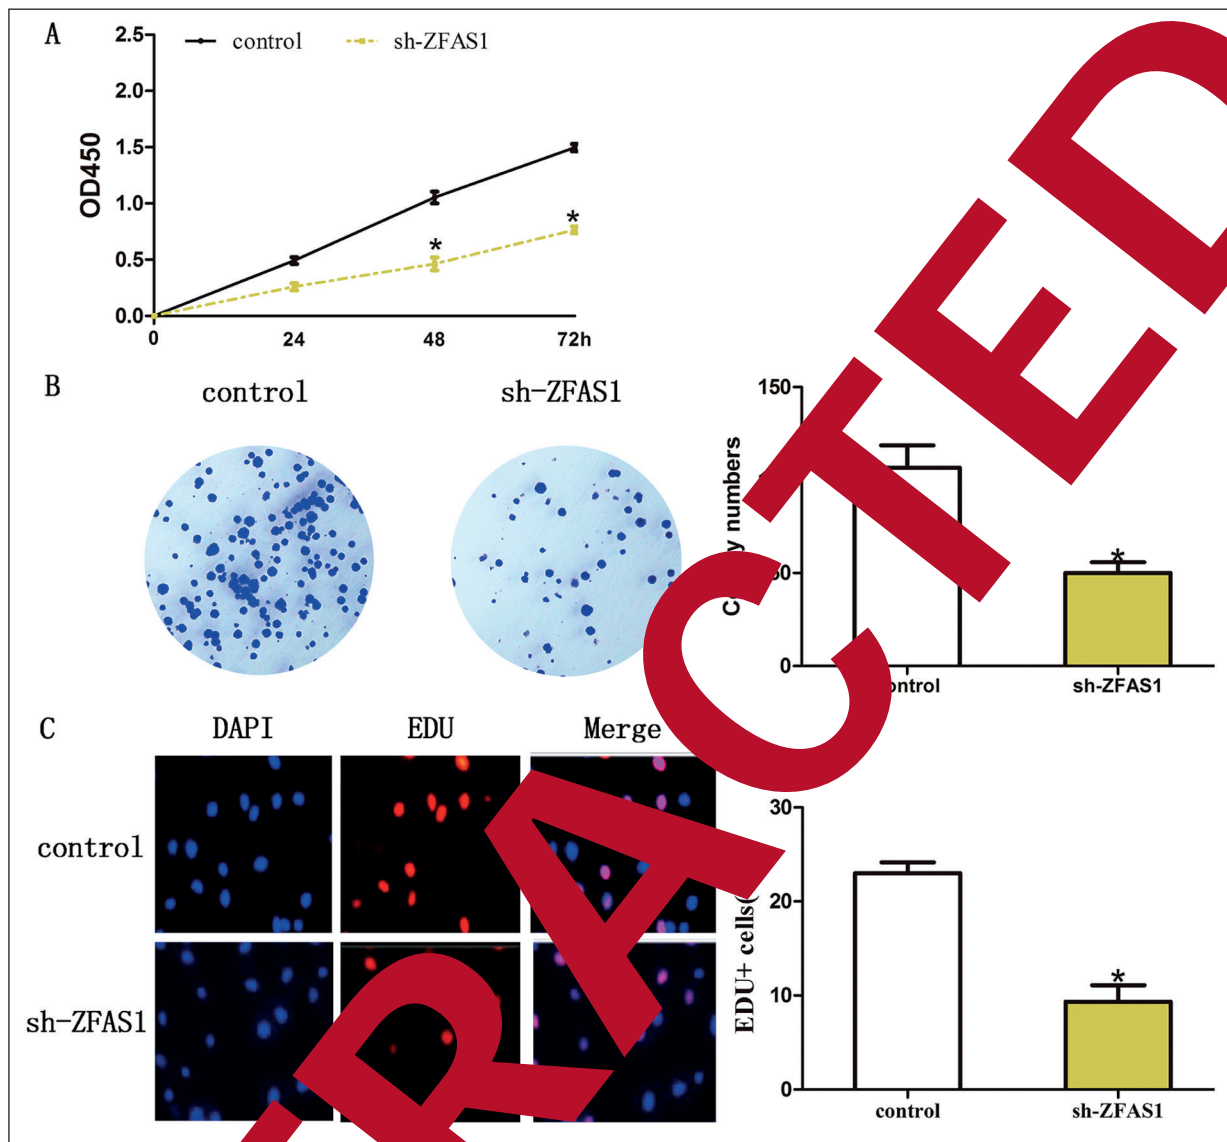 A
control sh-ZFAS1
2.5
2.0
1.5
1.0
0.5
0.0
OD450
0 24 48 72h
*
*
B
control sh-ZFAS1
150
0
numbers
*
sh-ZFAS1
C
DAPI EDU Merge
control
sh-ZFAS1
30
20
10
0
EDU+ cells(
*
control sh-ZFAS1
RACTED